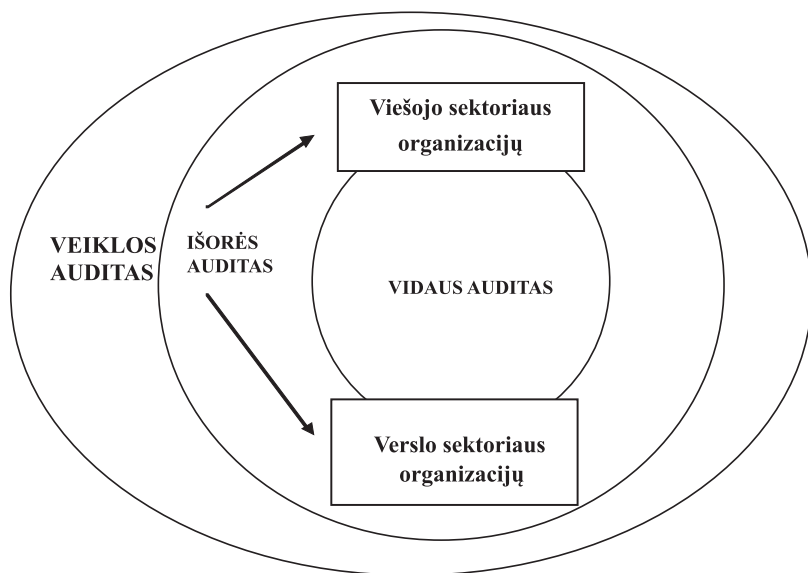 Viešojo sektoriaus
organizacijų
VEIKLOS
AUDITAS
IŠORĖS
AUDITAS
VIDAUS AUDITAS
Verslo sektoriaus
organizacijų